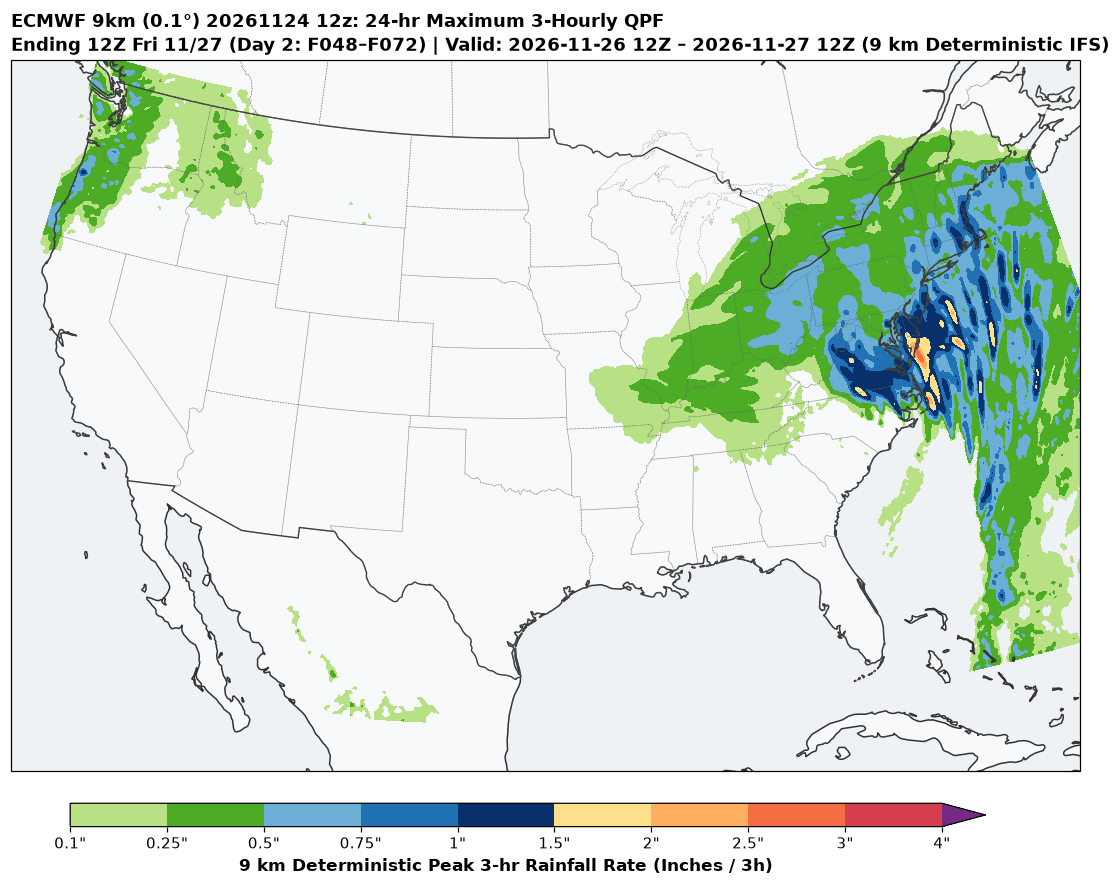 ECMWF 9km (0.1°) 20261124 12z: 24-hr Maximum 3-Hourly QPF
Ending 12Z Fri 11/27 (Day 2: F048–F072) | Valid: 2026-11-26 12Z – 2026-11-27 12Z (9 km Deterministic IFS)
0.1" 0.25" 0.5" 0.75" 1" 1.5" 2" 2.5" 3" 4"
9 km Deterministic Peak 3-hr Rainfall Rate (Inches / 3h)